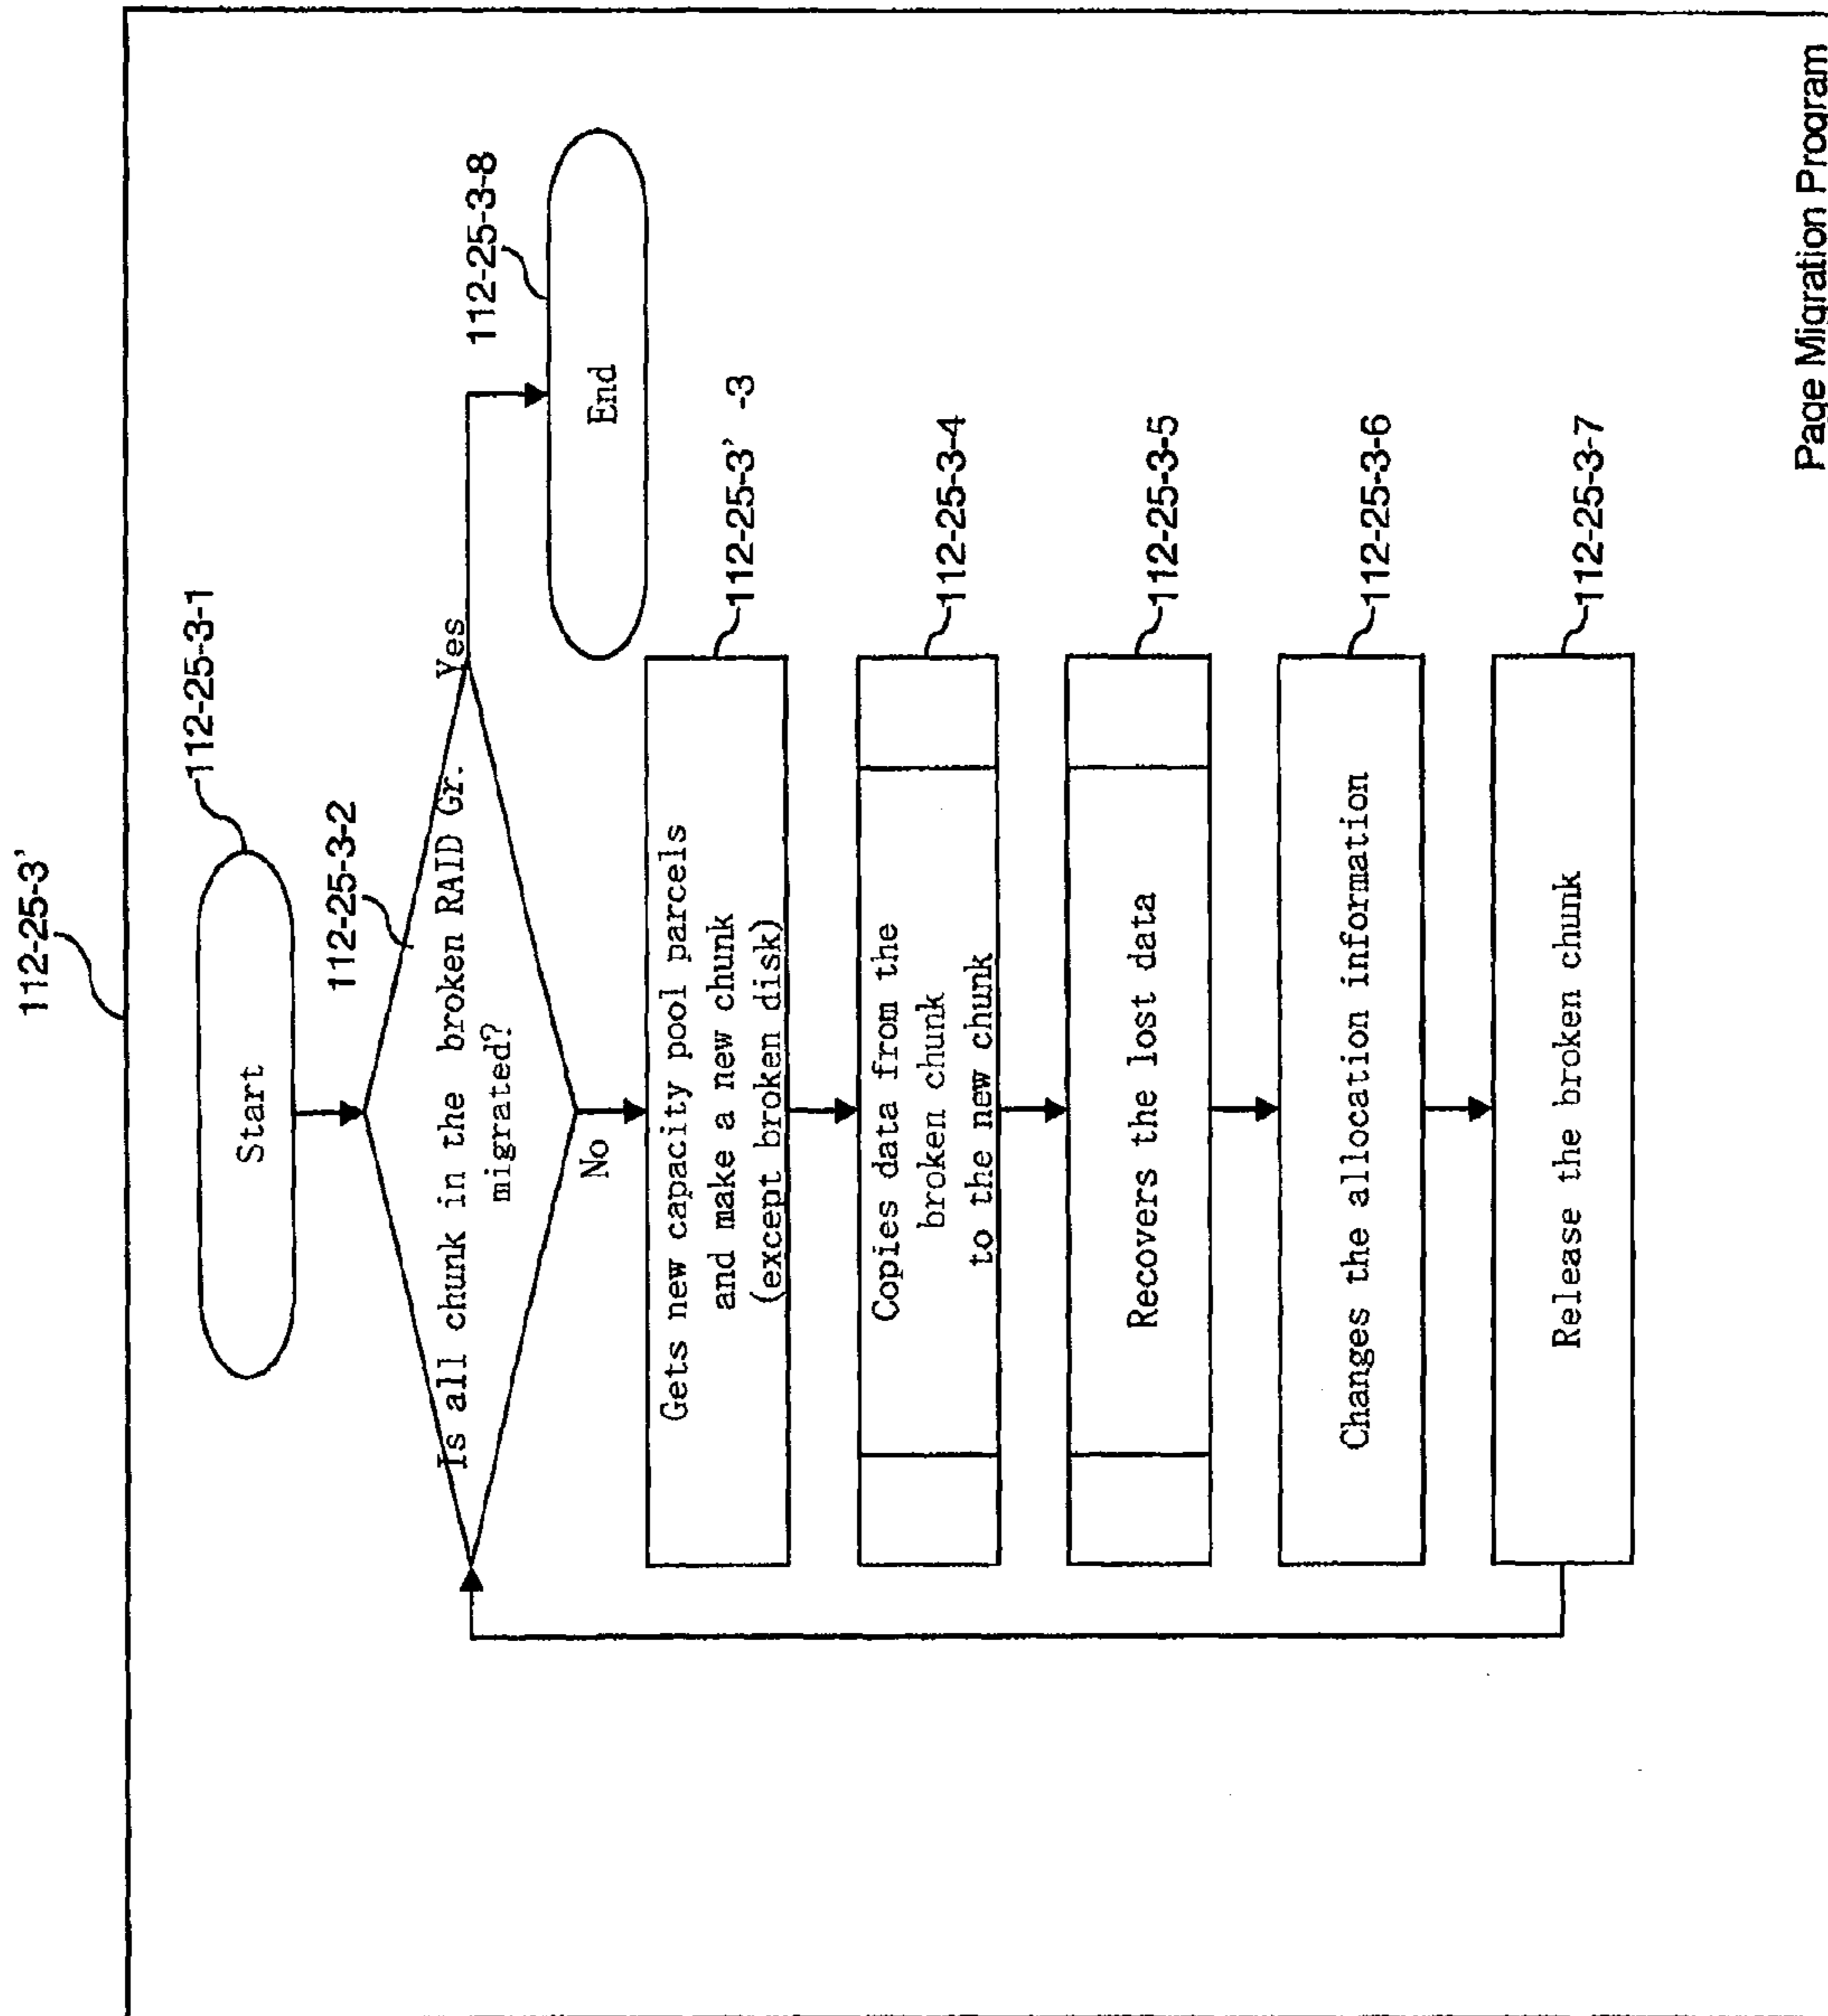 112-25-3'
112-25-3-1
Start
112-25-3-2
Is all chunk in the broken RAID Gr.
migrated?
Yes
112-25-3-8
End
No
112-25-3' -3
Gets new capacity pool parcels
and make a new chunk
(except broken disk)
112-25-3-4
Copies data from the
broken chunk
to the new chunk
112-25-3-5
Recovers the lost data
112-25-3-6
Changes the allocation information
112-25-3-7
Release the broken chunk
Page Migration Program